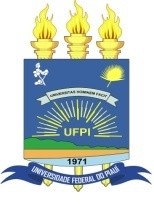 UNIVERSITAS HOMINEM FACIT
UFPI
1971
UNIVERSIDADE FEDERAL DO PIAUÍ